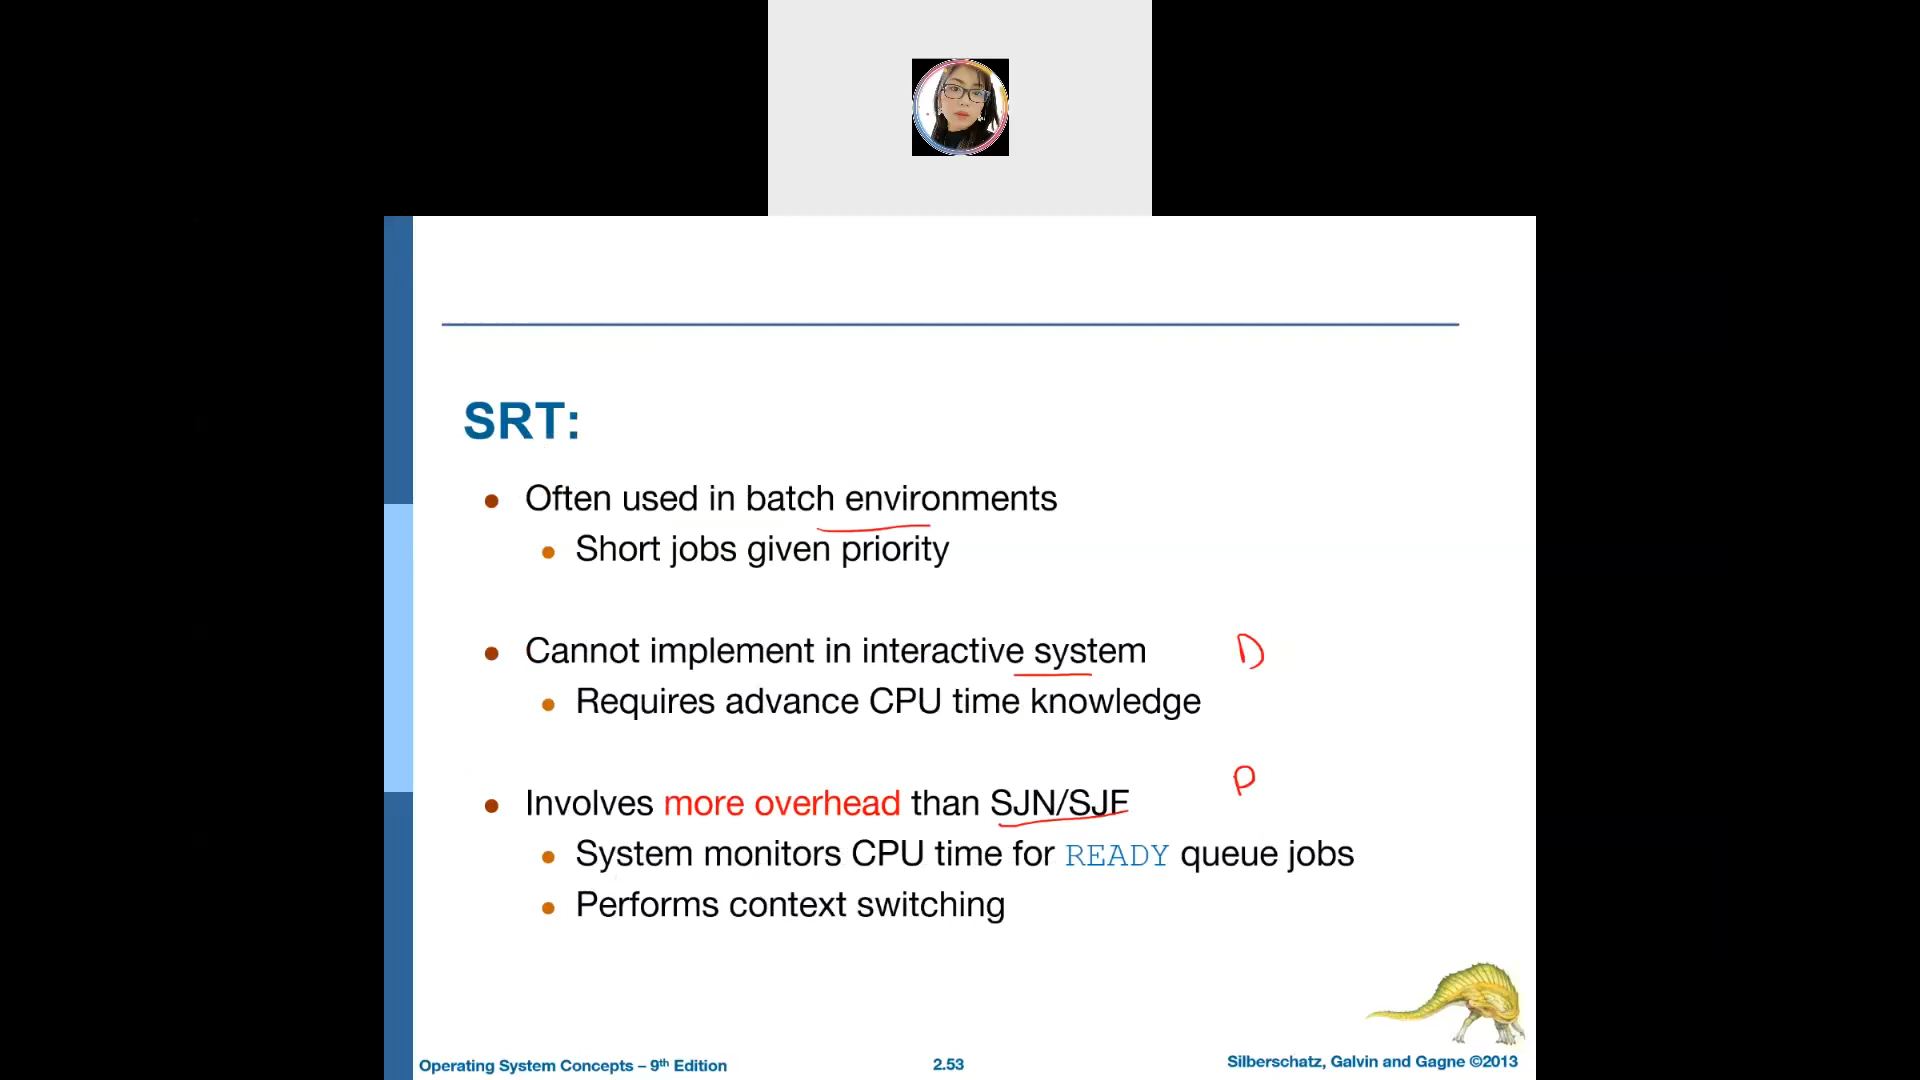 SRT:
Often used in batch environments
Short jobs given priority
Cannot implement in interactive system D
Requires advance CPU time knowledge
P
Involves more overhead than SJN/SJF
System monitors CPU time for READY queue jobs
Performs context switching
Operating System Concepts – 9th Edition 2.53 Silberschatz, Galvin and Gagne ©2013